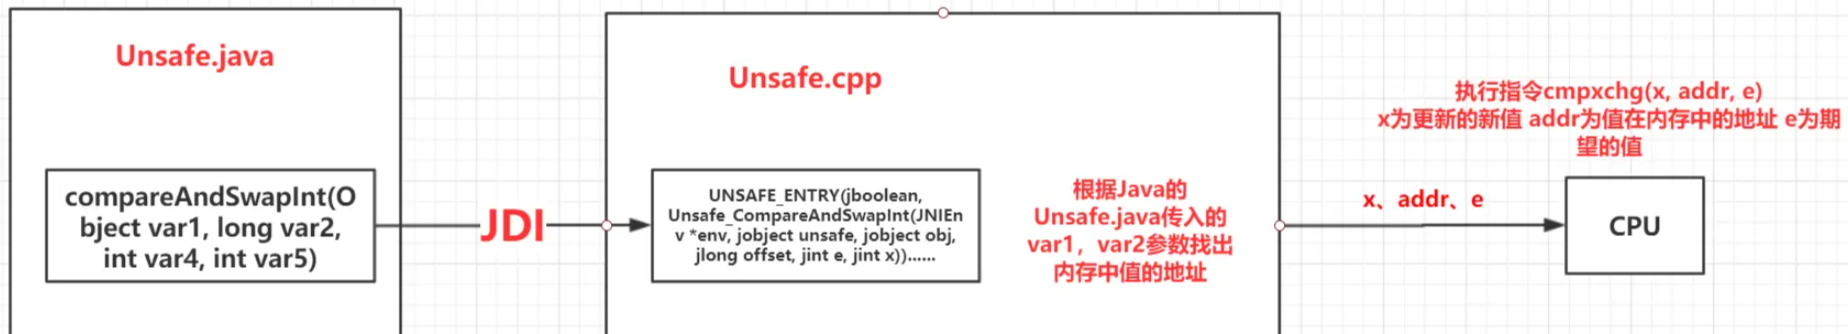 Unsafe.java
compareAndSwapInt(O
bject var1, long var2,
int var4, int var5)
JDI
Unsafe.cpp
UNSAFE_ENTRY(jboolean,
Unsafe_CompareAndSwapInt(JNIEn
v *env, jobject unsafe, jobject obj,
jlong offset, jint e, jint x))......
根据Java的
Unsafe.java传入的
var1，var2参数找出
内存中值的地址
x、addr、e
执行指令cmpxchg(x, addr, e)
x为更新的新值 addr为值在内存中的地址 e为期
望的值
CPU